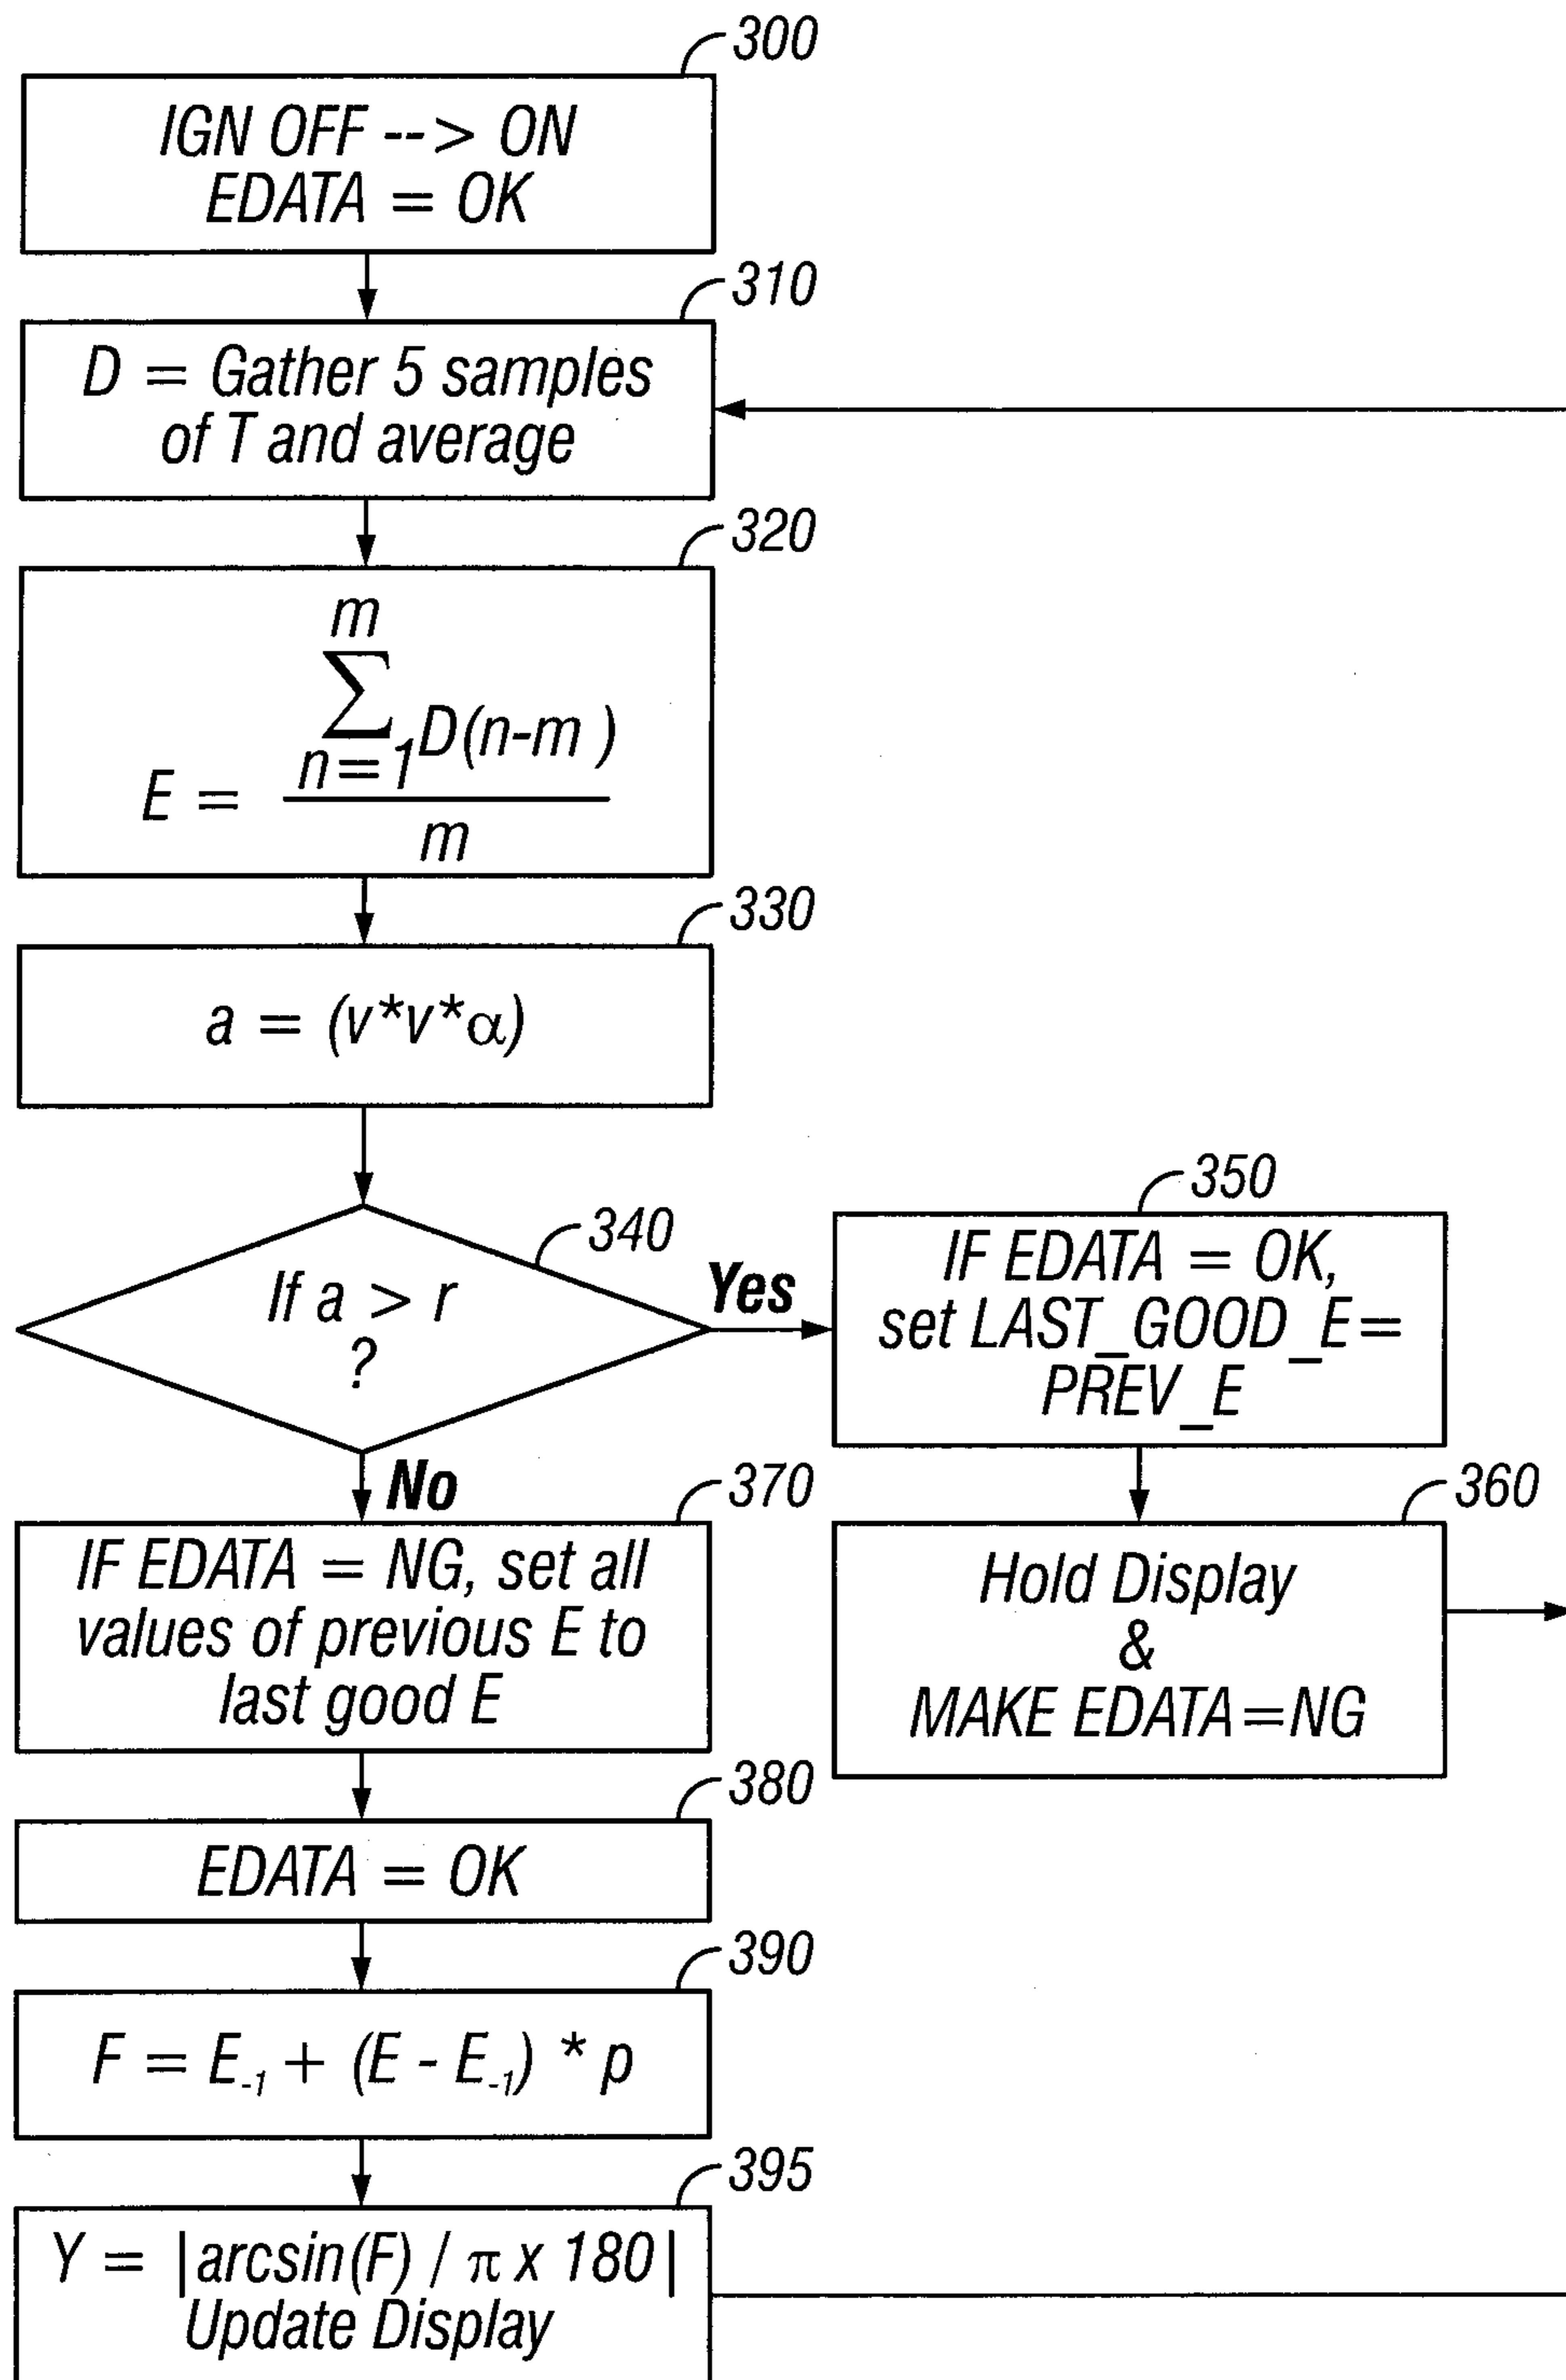 300
IGN OFF --> ON
EDATA = OK
310
D = Gather 5 samples
of T and average
320
m
∑ D(n-m )
n=1
E =
m
330
a = (v*v*α)
340
If a > r
?
Yes
350
IF EDATA = OK,
set LAST_GOOD_E=
PREV_E
360
Hold Display
&
MAKE EDATA=NG
No
370
IF EDATA = NG, set all
values of previous E to
last good E
380
EDATA = OK
390
F = E-1 + (E - E-1) * p
395
Y = |arcsin(F) / π x 180|
Update Display